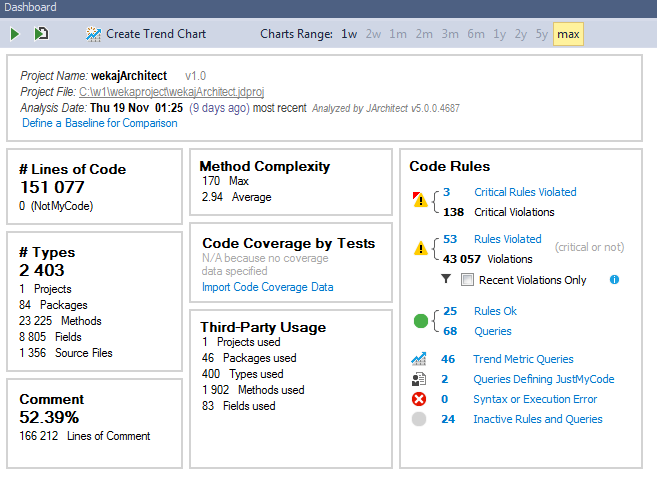 Dashboard
Create Trend Chart Charts Range: 1w 2w 1m 2m 3m 6m 1y 2y 5y max
Project Name: wekajArchitect v1.0
Project File: C:\w1\wekaproject\wekajArchitect.jdproj
Analysis Date: Thu 19 Nov 01:25 (9 days ago) most recent Analyzed by JArchitect v5.0.0.4687
Define a Baseline for Comparison
# Lines of Code
151 077
0 (NotMyCode)
# Types
2 403
1 Projects
84 Packages
23 225 Methods
8 805 Fields
1 356 Source Files
Comment
52.39%
166 212 Lines of Comment
Method Complexity
170 Max
2.94 Average
Code Coverage by Tests
N/A because no coverage
data specified
Import Code Coverage Data
Third-Party Usage
1 Projects used
46 Packages used
400 Types used
1 902 Methods used
83 Fields used
Code Rules
3 Critical Rules Violated
138 Critical Violations
53 Rules Violated (critical or not)
43 057 Violations
Recent Violations Only
25 Rules Ok
68 Queries
46 Trend Metric Queries
2 Queries Defining JustMyCode
0 Syntax or Execution Error
24 Inactive Rules and Queries